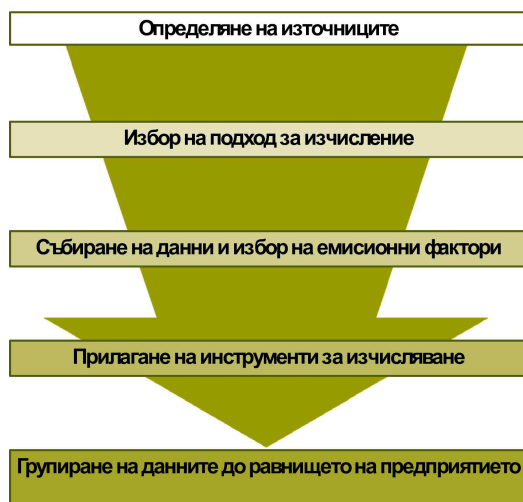 Определяне на източниците
Избор на подход за изчисление
Събиране на данни и избор на емисионни фактори
Прилагане на инструменти за изчисляване
Групиране на данните до равнището на предприятието